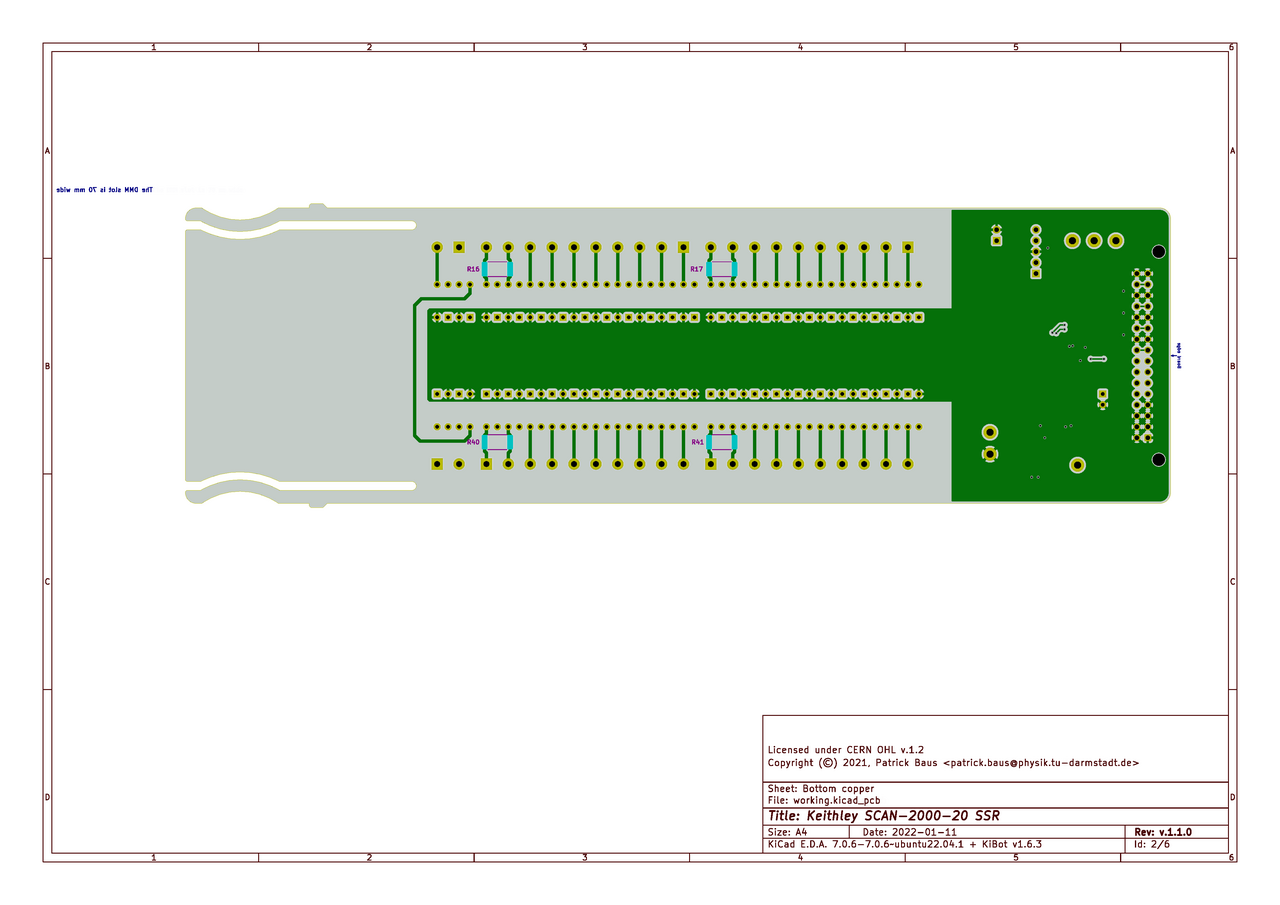 1 2 3 4 5 6
A A
The DMM slot is 70 mm wide
R16 R17
B B
R40 R41
C C
Licensed under CERN OHL v.1.2
Copyright (©) 2021, Patrick Baus <patrick.baus@physik.tu-darmstadt.de>
D D
Sheet: Bottom copper
File: working.kicad_pcb
Title: Keithley SCAN-2000-20 SSR
Size: A4 Date: 2022-01-11 Rev: v.1.1.0
KiCad E.D.A. 7.0.6-7.0.6~ubuntu22.04.1 + KiBot v1.6.3 Id: 2/6
1 2 3 4 5 6